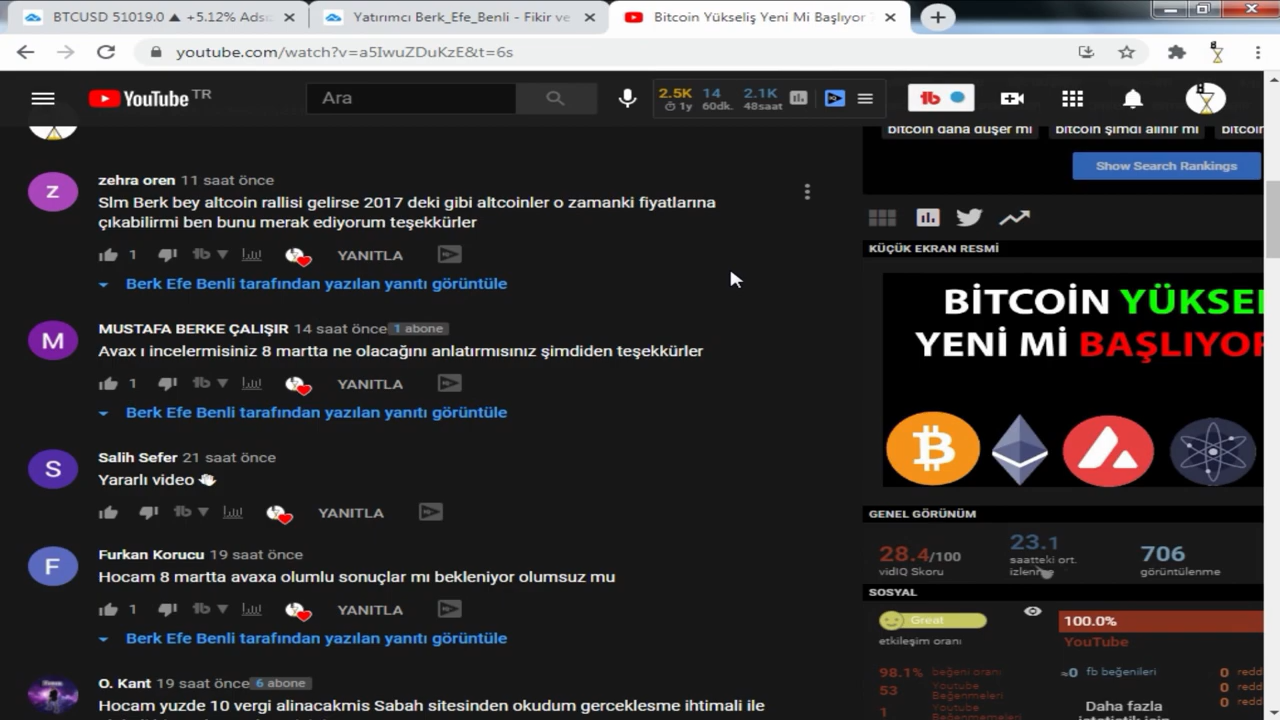 BTCUSD 51019.0 ▲ +5.12% Adsı
Yatırımcı Berk_Efe_Benli - Fikir ve
Bitcoin Yükseliş Yeni Mi Başlıyor
youtube.com/watch?v=a5IwuZDuKzE&t=6s
YouTube TR
Ara
2.5K 14 2.1K
1y 60dk. 48saat
bitcoin daha düşer mi
bitcoin şimdi alınır mı
bitcoin
Show Search Rankings
zehra oren 11 saat önce
Slm Berk bey altcoin rallisi gelirse 2017 deki gibi altcoinler o zamanki fiyatlarına
çıkabilirmi ben bunu merak ediyorum teşekkürler
1 YANITLA
Berk Efe Benli tarafından yazılan yanıtı görüntüle
MUSTAFA BERKE ÇALIŞIR 14 saat önce 1 abone
Avax ı incelermisiniz 8 martta ne olacağını anlatırmısınız şimdiden teşekkürler
1 YANITLA
Berk Efe Benli tarafından yazılan yanıtı görüntüle
Salih Sefer 21 saat önce
Yararlı video
YANITLA
Furkan Korucu 19 saat önce
Hocam 8 martta avaxa olumlu sonuçlar mı bekleniyor olumsuz mu
1 YANITLA
Berk Efe Benli tarafından yazılan yanıtı görüntüle
O. Kant 19 saat önce 6 abone
Hocam yuzde 10 vergi alinacakmis Sabah sitesinden okudum gerceklesme ihtimali ile
KÜÇÜK EKRAN RESMİ
BİTCOİN YÜKSEL
YENİ Mİ BAŞLIYOR
GENEL GÖRÜNÜM
28.4/100
vidIQ Skoru
23.1
saatteki ort.
izlenme
706
görüntülenme
SOSYAL
Great
etkileşim oranı
100.0%
YouTube
98.1% beğeni oranı
53 Youtube
Beğenmeleri
1 Youtube
≈0 fb beğenileri
0 redd
0 redd
0 redd
Daha fazla